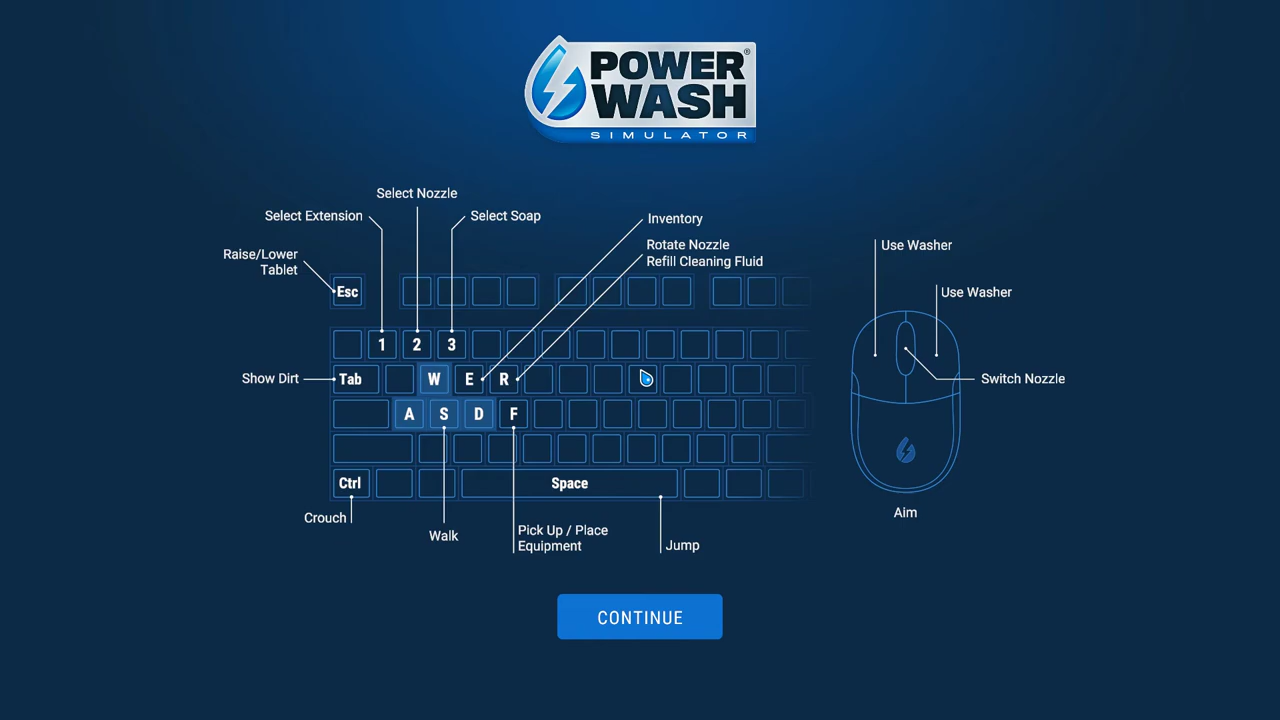 POWER®
WASH
SIMULATOR
Select Nozzle
Select Extension
Select Soap
Inventory
Raise/Lower
Tablet
Rotate Nozzle
Refill Cleaning Fluid
Use Washer
Use Washer
Esc
1
2
3
Show Dirt
Tab
W
E
R
Switch Nozzle
A
S
D
F
Ctrl
Space
Crouch
Walk
Pick Up / Place
Equipment
Jump
Aim
CONTINUE